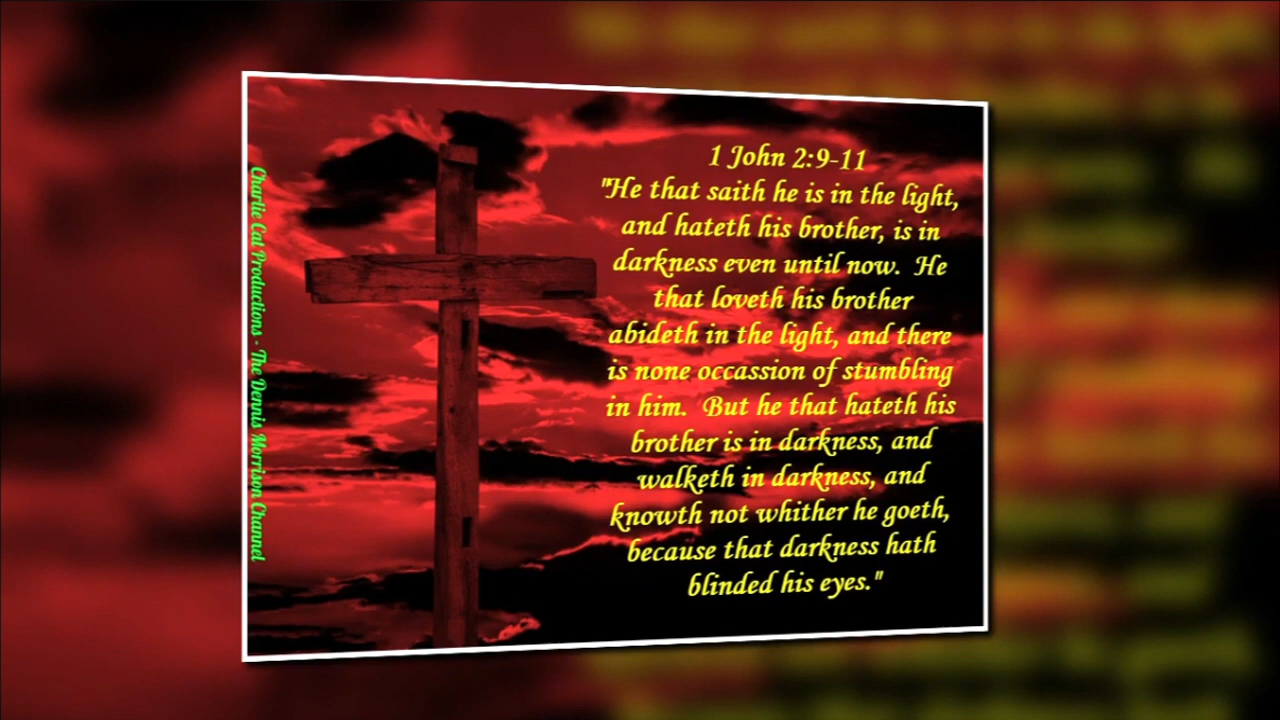 1 John 2:9-11
"He that saith he is in the light,
and hateth his brother, is in
darkness even until now.  He
that loveth his brother
abideth in the light, and there
is none occassion of stumbling
in him.  But he that hateth his
brother is in darkness, and
walketh in darkness, and
knowth not whither he goeth,
because that darkness hath
blinded his eyes."
Charlie Cat Productions - The Dennis Morrison Channel